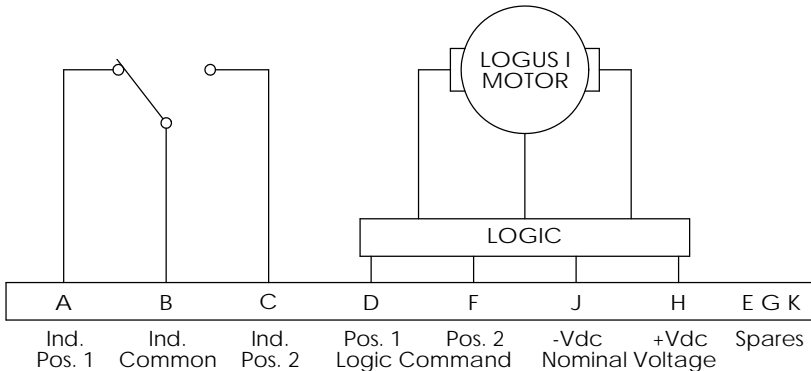 LOGUS I
MOTOR
LOGIC
A B C D F J H E G K
Ind. Ind. Ind. Pos. 1 Pos. 2 -Vdc +Vdc Spares
Pos. 1 Common Pos. 2 Logic Command Nominal Voltage